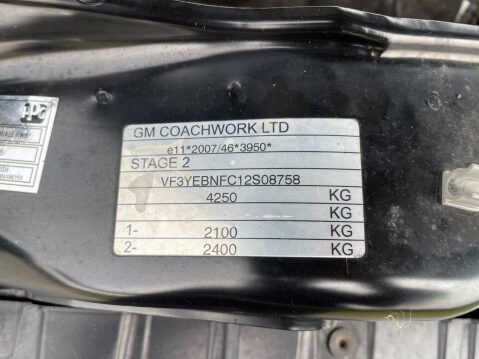 GM COACHWORK LTD
e11*2007/46*3950*
STAGE 2
VF3YEBNFC12S08758
4250 KG
KG
1- 2100 KG
2- 2400 KG
PPG